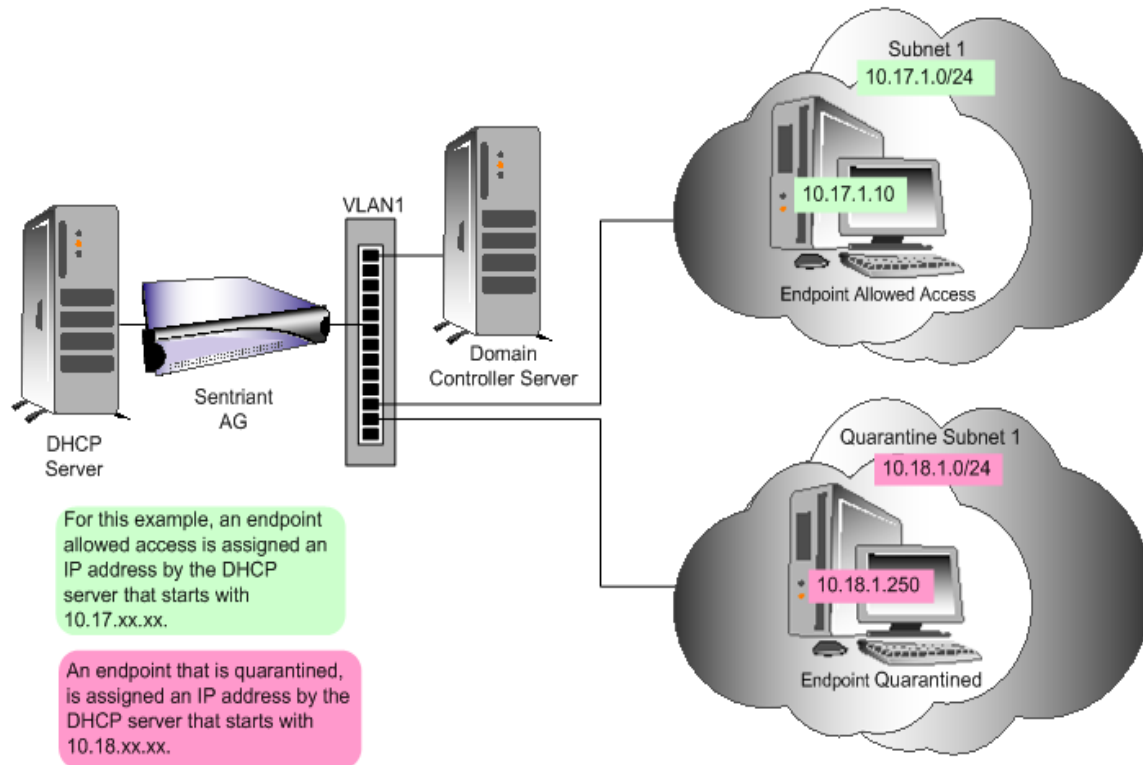 Subnet 1
10.17.1.0/24
10.17.1.10
Endpoint Allowed Access
VLAN1
Domain
Controller Server
Sentriant
AG
DHCP
Server
Quarantine Subnet 1
10.18.1.0/24
10.18.1.250
Endpoint Quarantined
For this example, an endpoint
allowed access is assigned an
IP address by the DHCP
server that starts with
10.17.xx.xx.
An endpoint that is quarantined,
is assigned an IP address by the
DHCP server that starts with
10.18.xx.xx.